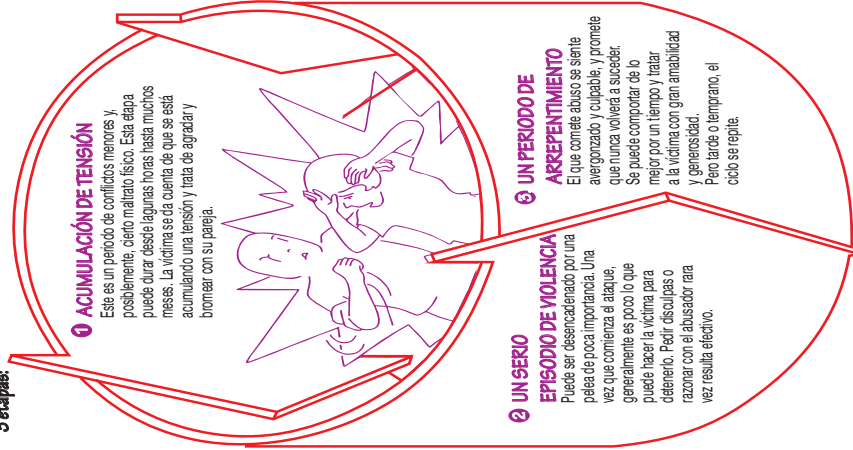 3 etapas:
1 ACUMULACIÓN DE TENSIÓN
Este es un periódo de conflictos menores y,
posiblemente, cierto maltrato físico. Esta etapa
puede durar desde lagunas horas hasta muchos
meses. La víctima se da cuenta de que se está
acumulando una tensión y trata de agradar y
bromear con su pareja.
2 UN SERIO
EPISODIO DE VIOLENCIA
Puede ser desencadenado por una
pelea de poca importancia. Una
vez que comienza el ataque,
generalmente es poco lo que
puede hacer la víctima para
detenerlo. Pedir disculpas o
razonar con el abusador rara
vez resulta efectivo.
3 UN PERIODO DE
ARREPENTIMIENTO
El que comete abuso se siente
avergonzado y culpable, y promete
que nunca volverá a suceder.
Se puede comportar de lo
mejor por un tiempo y tratar
a la víctima con gran amabilidad
y generosidad.
Pero tarde o temprano, el
ciclo se repite.